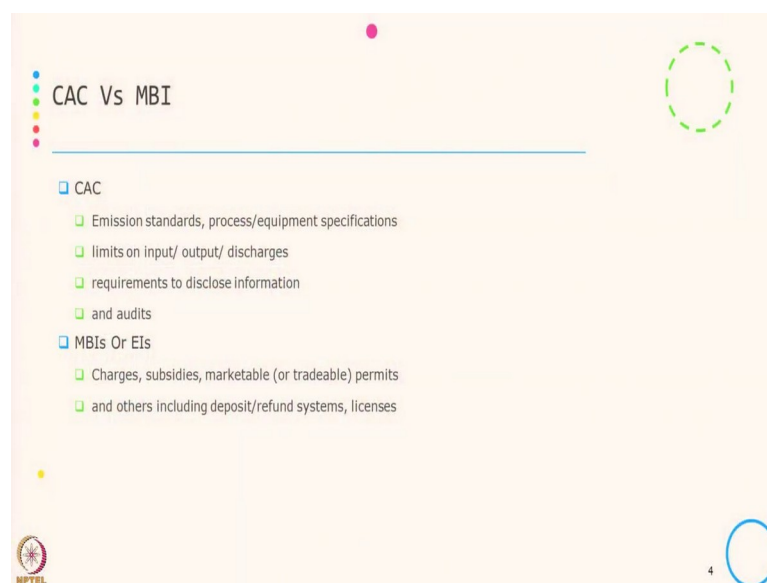 CAC Vs MBI
CAC
Emission standards, process/equipment specifications
limits on input/ output/ discharges
requirements to disclose information
and audits
MBIs Or EIs
Charges, subsidies, marketable (or tradeable) permits
and others including deposit/refund systems, licenses
NPTEL
4